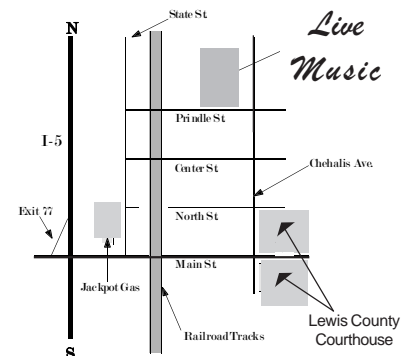 State St.
N
Live
Music
Prindle St
I-5
Center St
Chehalis Ave.
Exit 77
North St
Main St
Jackpot Gas
Lewis County
Courthouse
Railroad Tracks
S